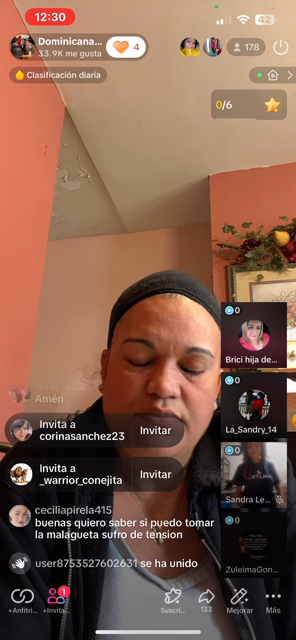 12:30
42
Dominicana...
4
33.9K me gusta
178
Clasificación diaria
0/6
0
Brici hija de...
0
La_Sandry_14
0
Sandra Le...
0
ZuleimaGon...
Amén
Invita a
corinasanchez23
Invitar
Invita a
_warrior_conejita
Invitar
ceciliapirela415
buenas quiero saber si puedo tomar
la malagueta sufro de tension
user8753527602631 se ha unido
1
+Anfitri...
+Invita...
Suscri...
133
Mejorar
Más